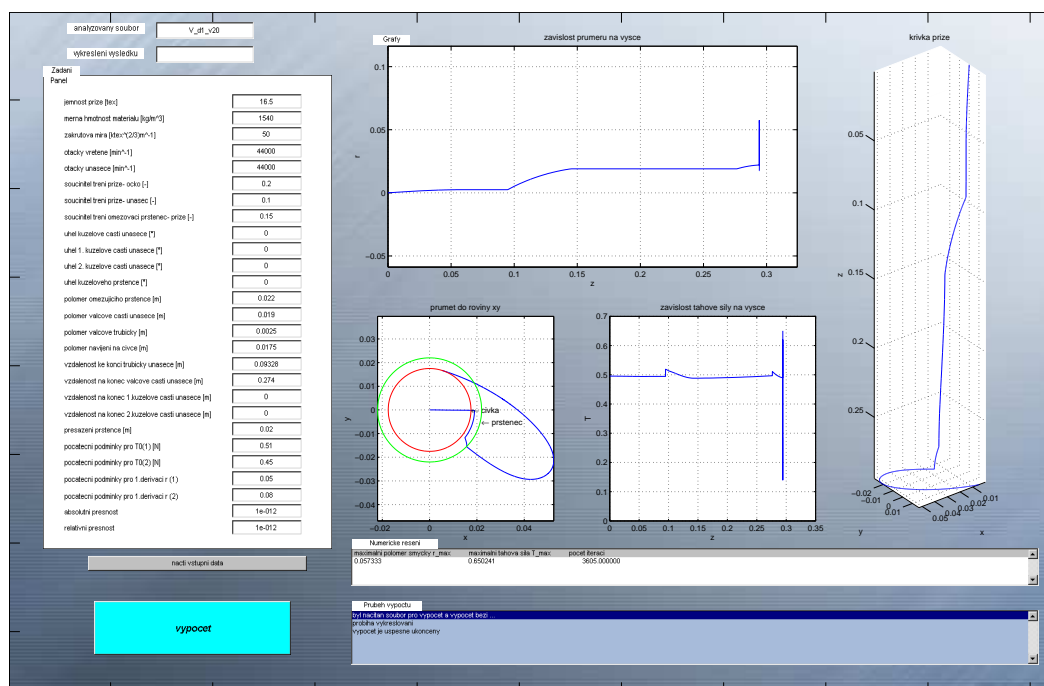 analyzovany soubor
V_d1_v20
vykresleni vysledku
Zadani
Panel
jemnost prize [tex]
16.5
merna hmotnost materialu [kg/m^3]
1540
zakrutova mira [ktex^(2/3)m^-1]
50
otacky vretene [min^-1]
44000
otacky unasece [min^-1]
44000
soucinitel treni prize- ocko [-]
0.2
soucinitel treni prize- unasec [-]
0.1
soucinitel treni omezovaci prstenec- prize [-]
0.15
uhel kuzelove casti unasece [°]
0
uhel 1. kuzelove casti unasece [°]
0
uhel 2. kuzelove casti unasece [°]
0
uhel kuzeloveho prstence [°]
0
polomer omezujiciho prstence [m]
0.022
polomer valcove casti unasece [m]
0.019
polomer valcove trubicky [m]
0.0025
polomer navijeni na civce [m]
0.0175
vzdalenost ke konci trubicky unasece [m]
0.09328
vzdalenost na konec valcove casti unasece [m]
0.274
vzdalenost na konec 1.kuzelove casti unasece [m]
0
vzdalenost na konec 2.kuzelove casti unasece [m]
0
presazeni prstence [m]
0.02
pocatecni podminky pro T0(1) [N]
0.51
pocatecni podminky pro T0(2) [N]
0.45
pocatecni podminky pro 1.derivaci r (1)
0.05
pocatecni podminky pro 1.derivaci r (2)
0.08
absolutni presnost
1e-012
relativni presnost
1e-012
nacti vstupni data
vypocet
Grafy
zavislost prumeru na vysce
0.1
0.05
0
−0.05
r
0 0.05 0.1 0.15 0.2 0.25 0.3
z
prumet do roviny xy
0.03
0.02
0.01
0
−0.01
−0.02
−0.03
−0.04
y
civka
← prstenec
−0.02 0 0.02 0.04
x
zavislost tahove sily na vysce
0.7
0.6
0.5
0.4
0.3
0.2
0.1
0
T
0 0.05 0.1 0.15 0.2 0.25 0.3 0.35
z
krivka prize
0.05
0.1
0.15
0.2
0.25
z
−0.02
−0.01
0
0.01
y
0.05
0.04
0.03
0.02
0.01
0
−0.01
x
Numericke reseni
maximalni polomer smycky r_max maximalni tahova sila T_max pocet iteraci
0.057333 0.650241 3605.000000
Prubeh vypoctu
byl nacitan soubor pro vypocet a vypocet bezi ...
probiha vykreslovani
vypocet je uspesne ukonceny